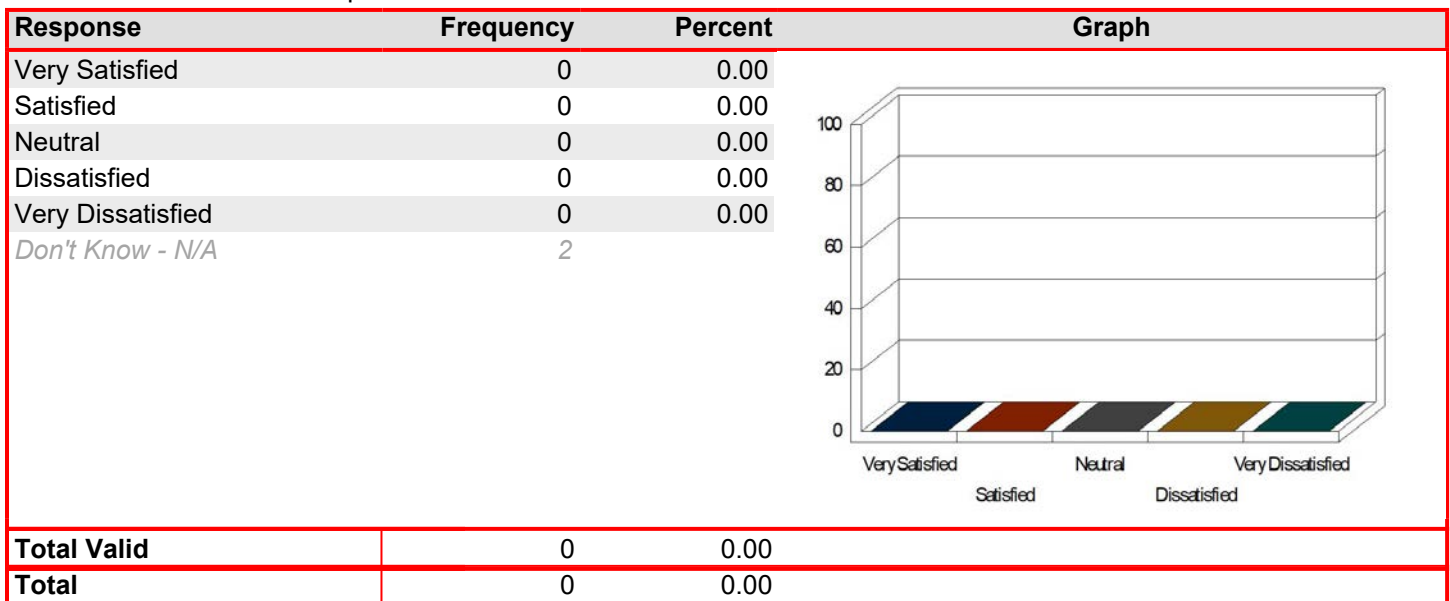 Response Frequency Percent Graph
Very Satisfied 0 0.00
Satisfied 0 0.00
Neutral 0 0.00
Dissatisfied 0 0.00
Very Dissatisfied 0 0.00
Don't Know - N/A 2
100
80
60
40
20
0
Very Satisfied Neutral Very Dissatisfied
Satisfied Dissatisfied
Total Valid 0 0.00
Total 0 0.00